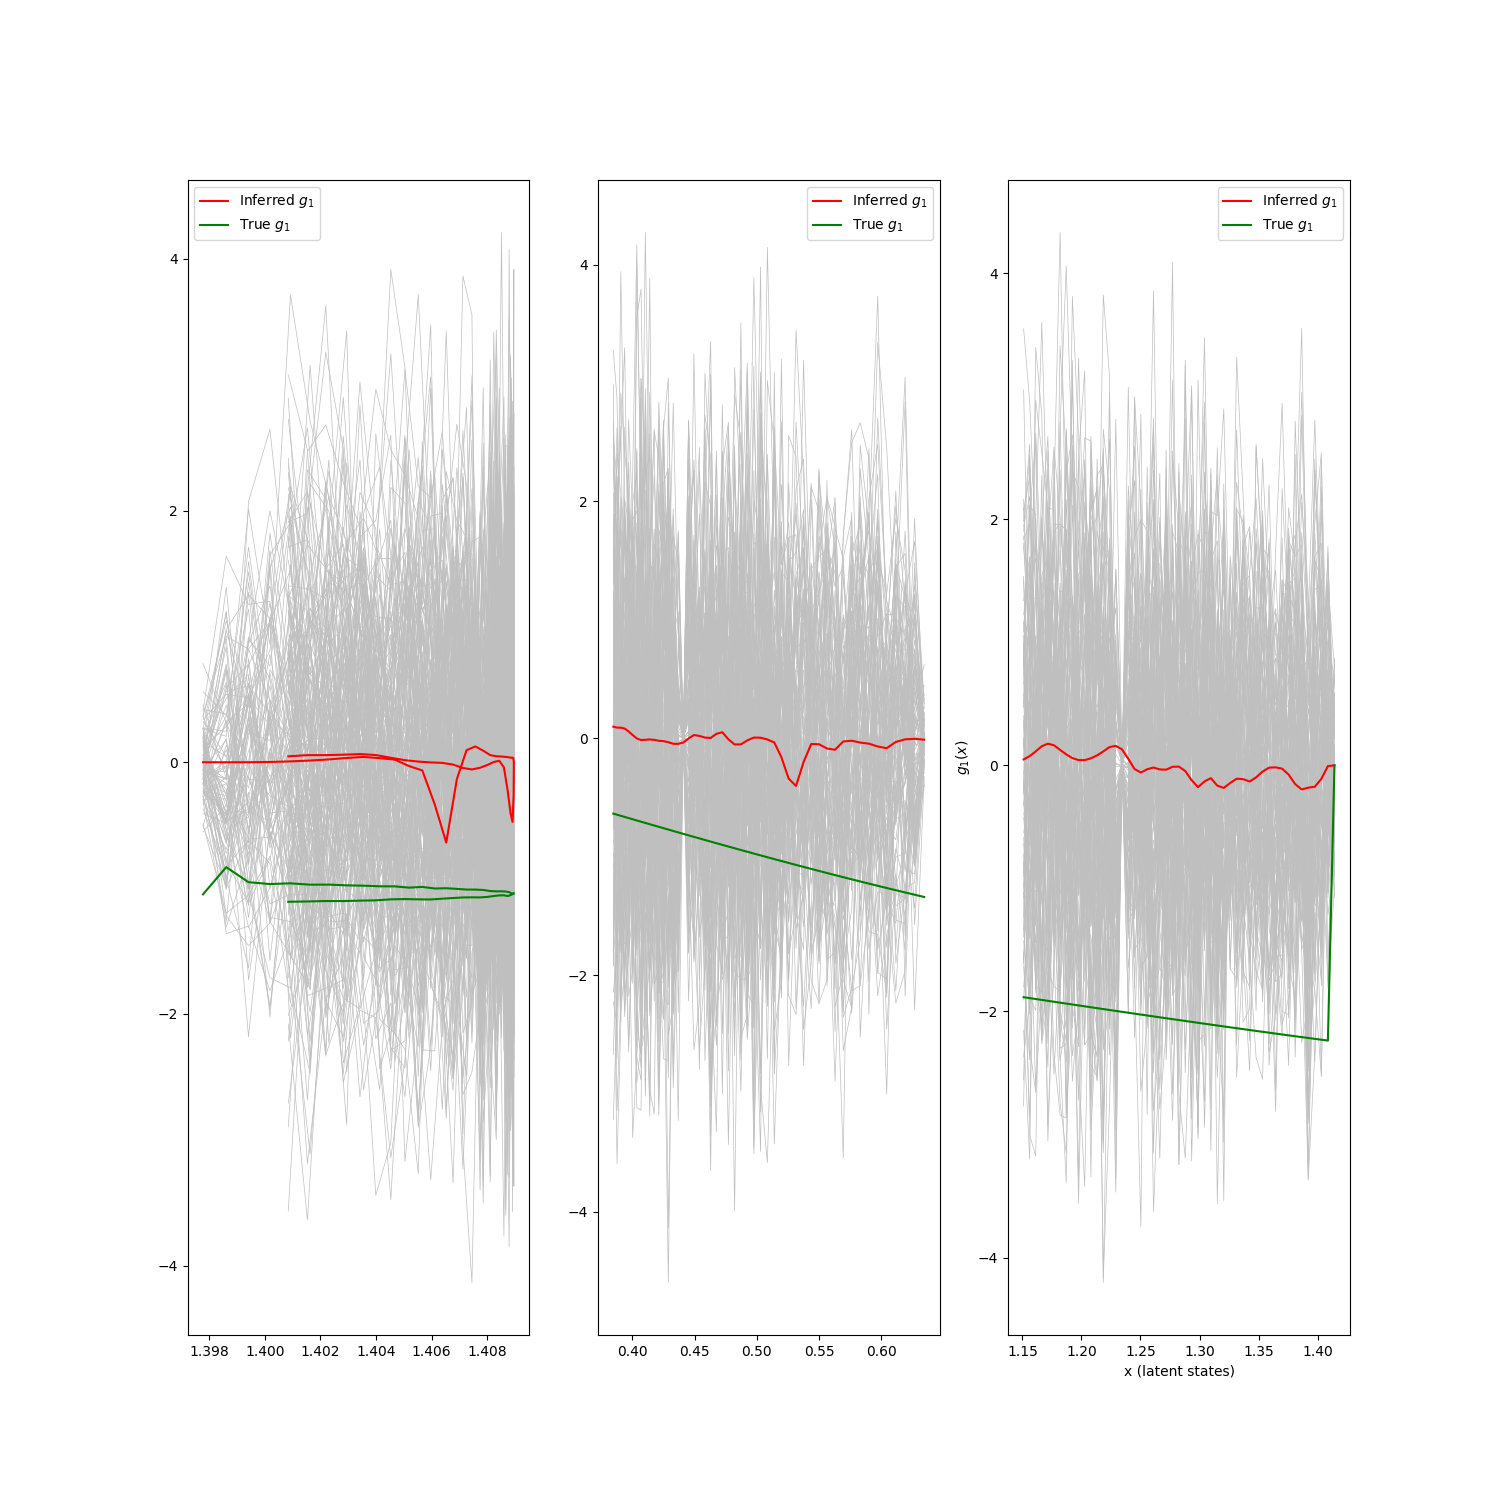 Inferred g₁
True g₁
4
2
0
−2
−4
1.398 1.400 1.402 1.404 1.406 1.408
Inferred g₁
True g₁
4
2
0
−2
−4
0.40 0.45 0.50 0.55 0.60
Inferred g₁
True g₁
g₁(x)
4
2
0
−2
−4
1.15 1.20 1.25 1.30 1.35 1.40
x (latent states)